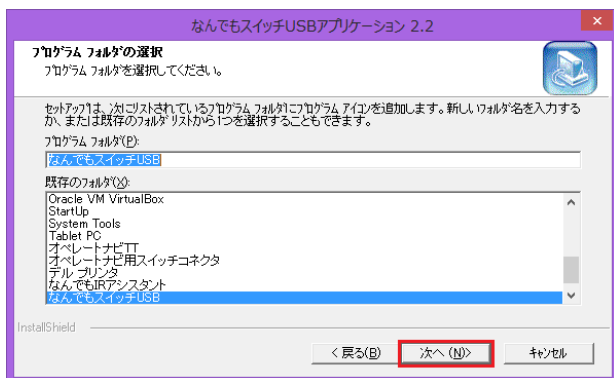 なんでもスイッチUSBアプリケーション 2.2
×
プログラム フォルダの選択
プログラム フォルダを選択してください。
セットアップは、次にリストされているプログラム フォルダにプログラム アイコンを追加します。新しいフォルダ名を入力する
か、または既存のフォルダ リストから1つを選択することもできます。
プログラム フォルダ(P):
なんでもスイッチUSB
既存のフォルダ(X):
Oracle VM VirtualBox
StartUp
System Tools
Tablet PC
オペレートナビTT
オペレートナビ用スイッチコネクタ
デル プリンタ
なんでもIRアシスタント
なんでもスイッチUSB
InstallShield
< 戻る(B)
次へ (N)>
キャンセル